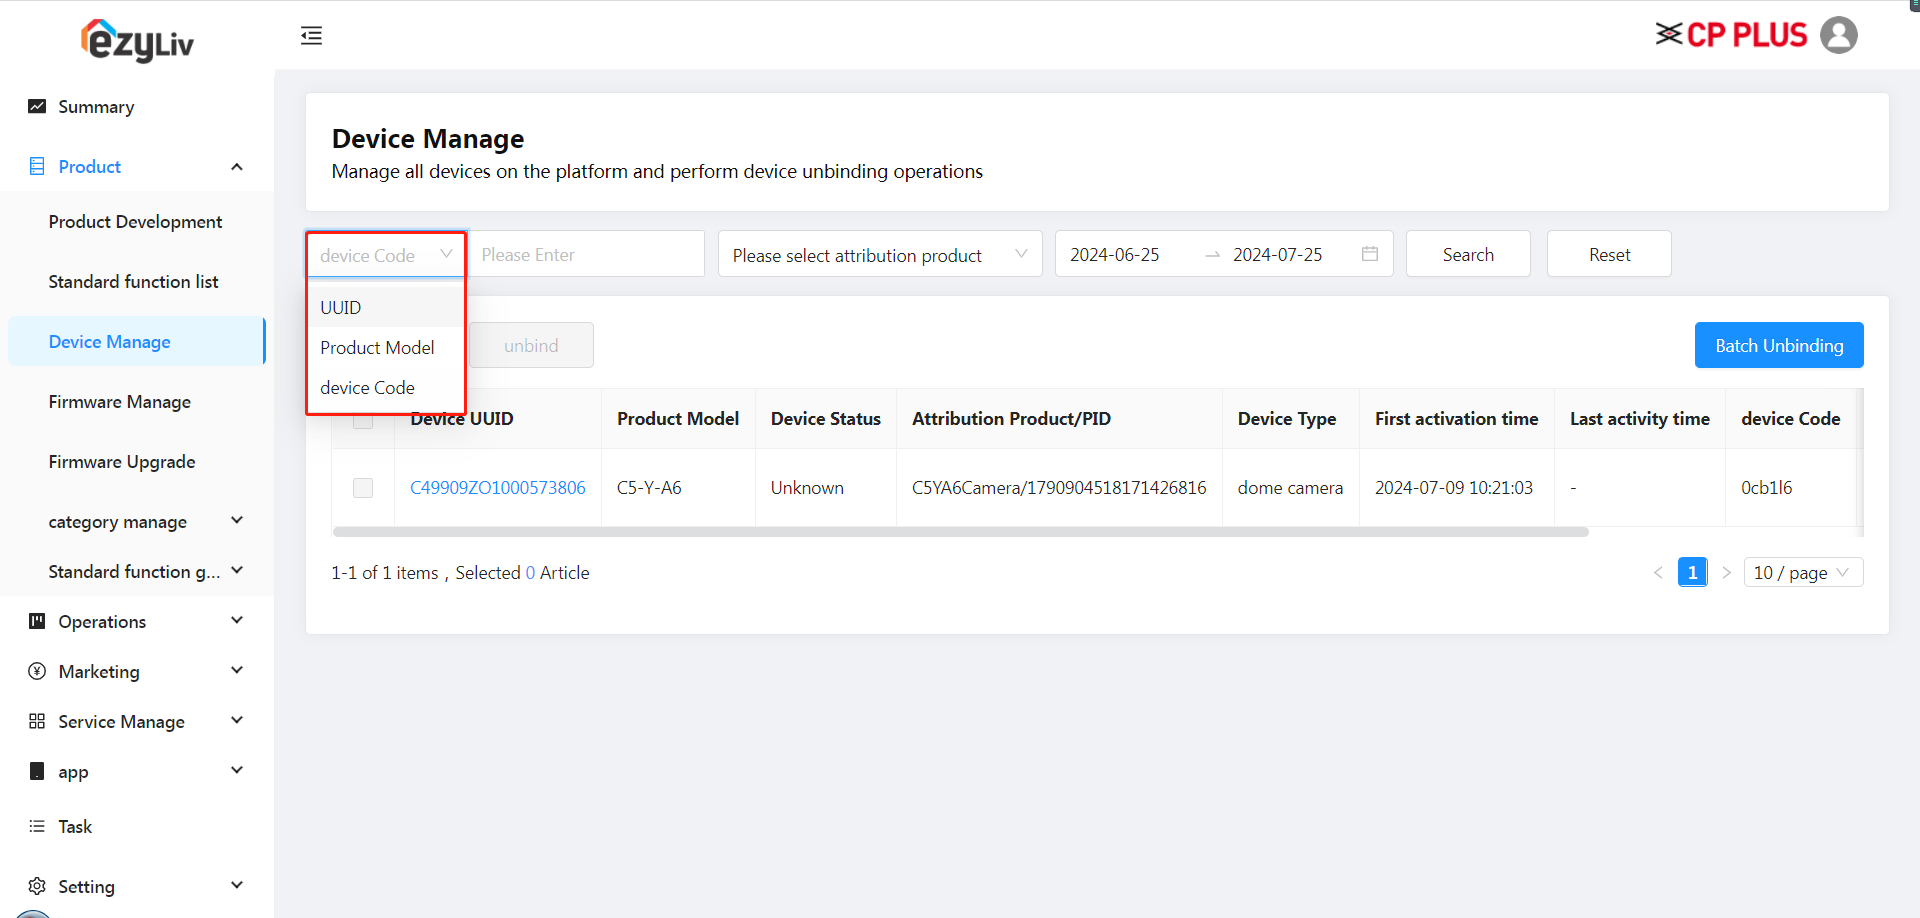 ezyLiv
CP PLUS
Summary
Product
Product Development
Standard function list
Device Manage
Firmware Manage
Firmware Upgrade
category manage
Standard function g...
Operations
Marketing
Service Manage
app
Task
Setting
Device Manage
Manage all devices on the platform and perform device unbinding operations
device Code Please Enter Please select attribution product 2024-06-25 → 2024-07-25 Search Reset
UUID
Product Model
device Code
unbind Batch Unbinding
Device UUID Product Model Device Status Attribution Product/PID Device Type First activation time Last activity time device Code
C49909ZO1000573806 C5-Y-A6 Unknown C5YA6Camera/1790904518171426816 dome camera 2024-07-09 10:21:03 - 0cb1l6
1-1 of 1 items , Selected 0 Article < 1 > 10 / page